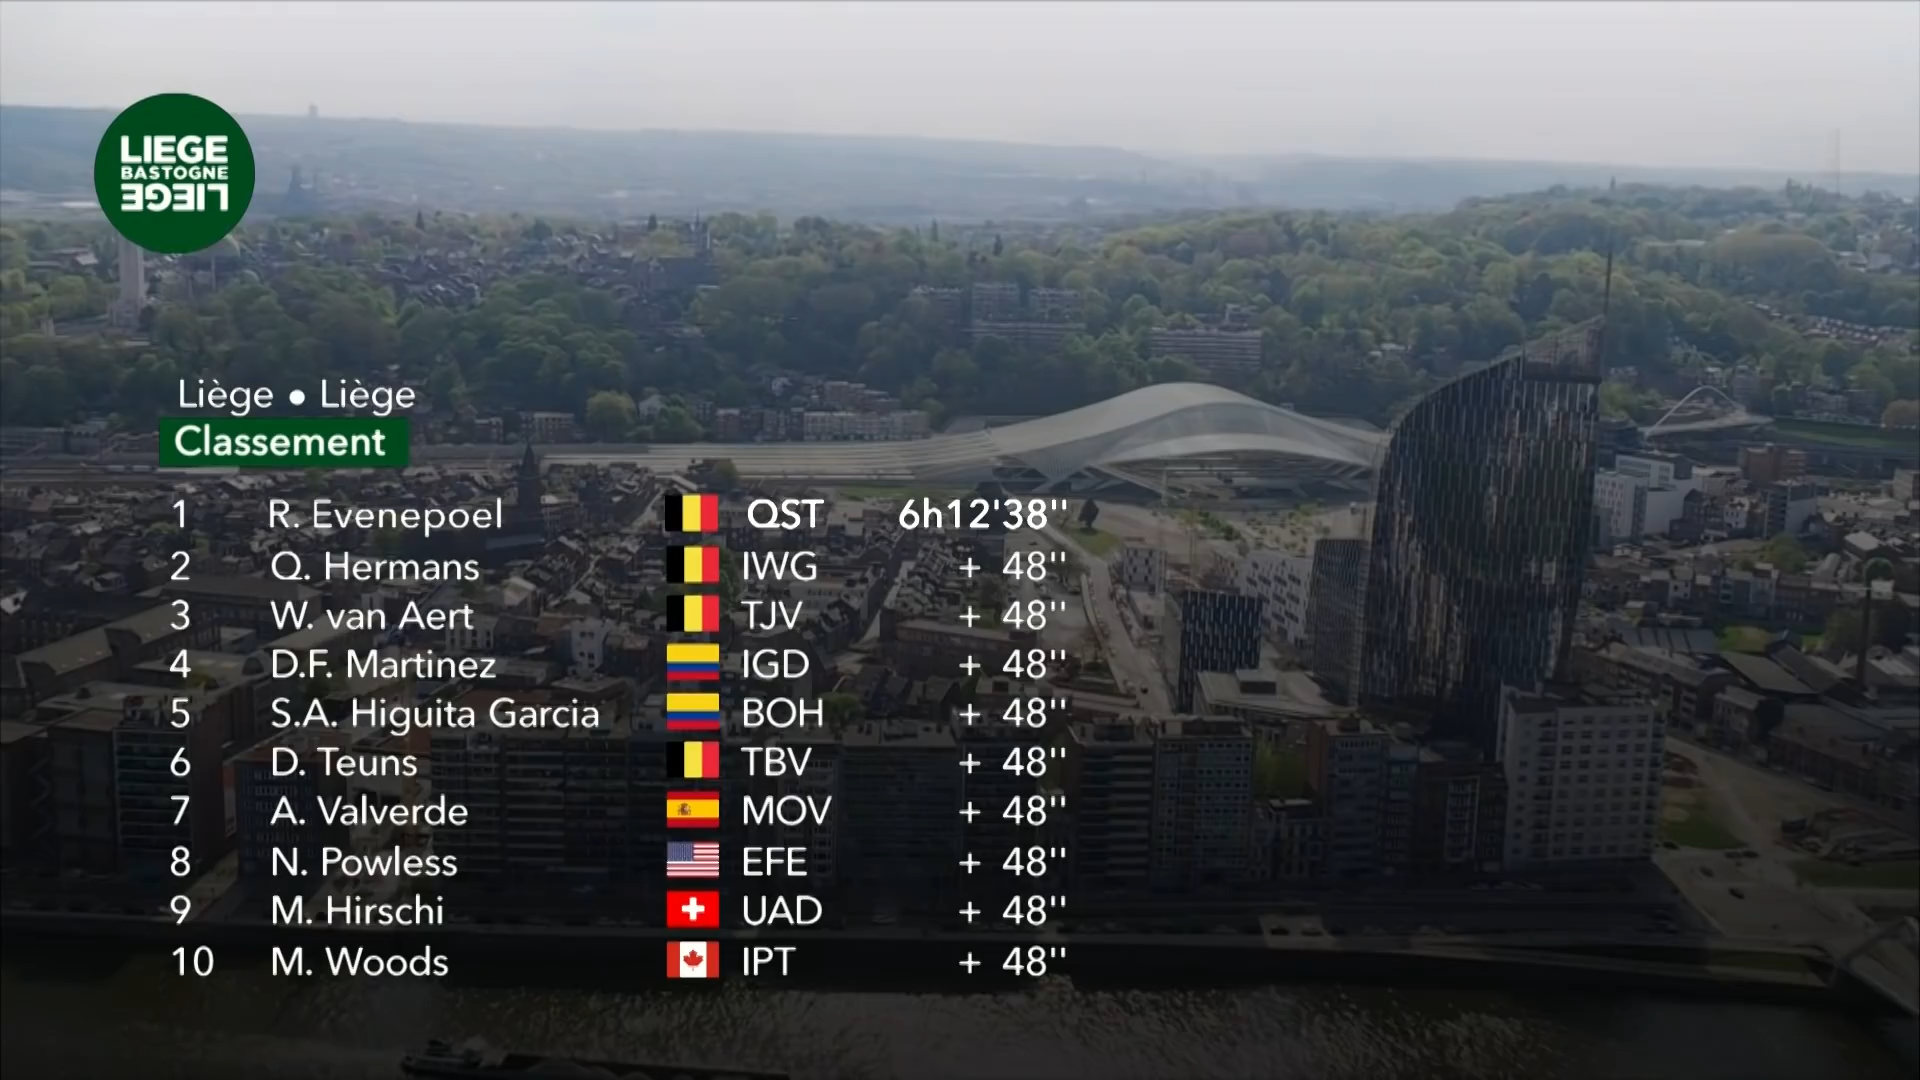 LIEGE
BASTOGNE
LIEGE
Liège • Liège
Classement
1 R. Evenepoel QST 6h12'38''
2 Q. Hermans IWG + 48''
3 W. van Aert TJV + 48''
4 D.F. Martinez IGD + 48''
5 S.A. Higuita Garcia BOH + 48''
6 D. Teuns TBV + 48''
7 A. Valverde MOV + 48''
8 N. Powless EFE + 48''
9 M. Hirschi UAD + 48''
10 M. Woods IPT + 48''